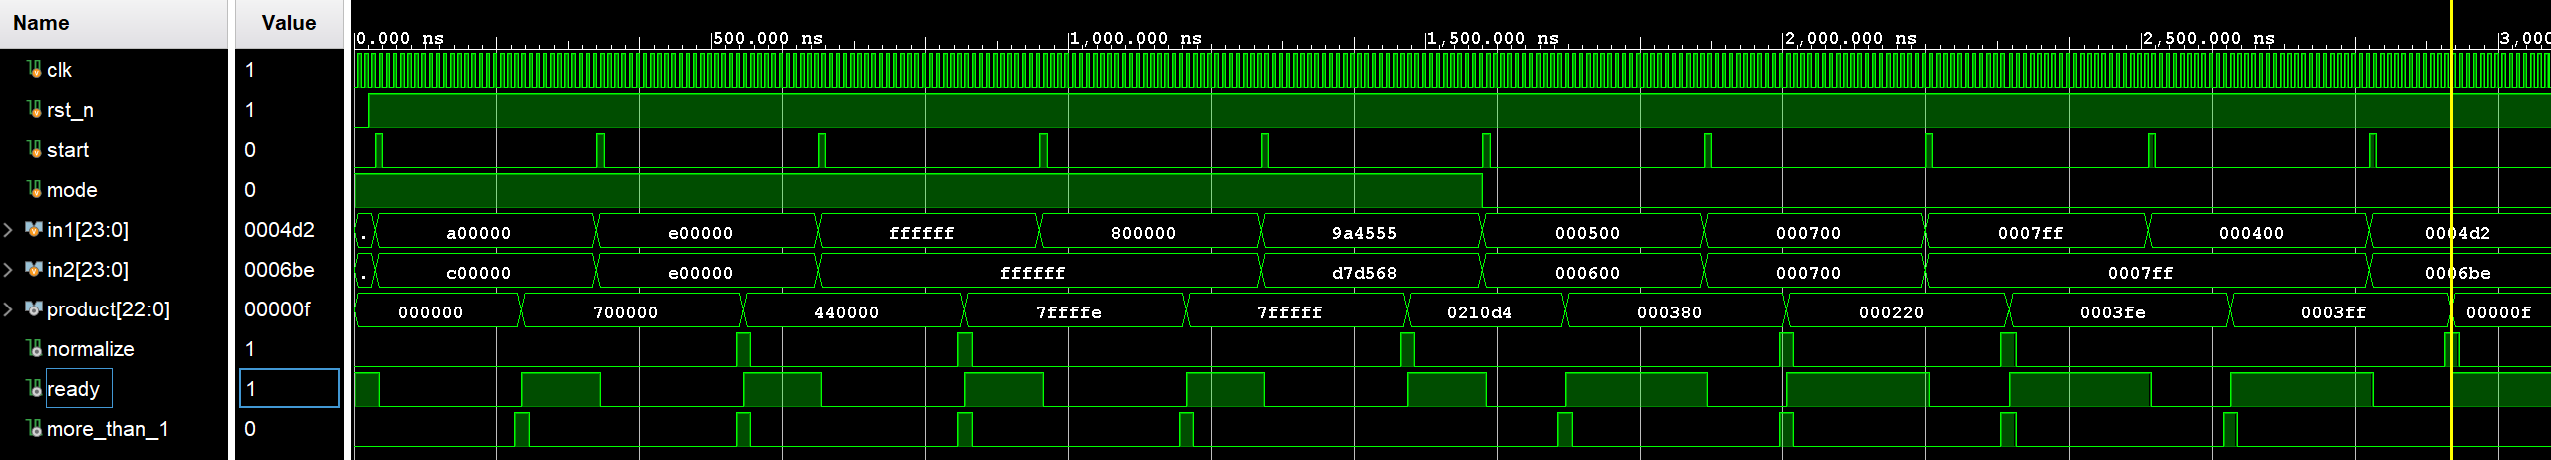 Name Value
0.000 ns 500.000 ns 1,000.000 ns 1,500.000 ns 2,000.000 ns 2,500.000 ns 3,000
clk 1
rst_n 1
start 0
mode 0
in1[23:0] 0004d2 . a00000 e00000 ffffff 800000 9a4555 000500 000700 0007ff 000400 0004d2
in2[23:0] 0006be . c00000 e00000 ffffff d7d568 000600 000700 0007ff 0006be
product[22:0] 00000f 000000 700000 440000 7ffffe 7fffff 0210d4 000380 000220 0003fe 0003ff 00000f
normalize 1
ready 1
more_than_1 0